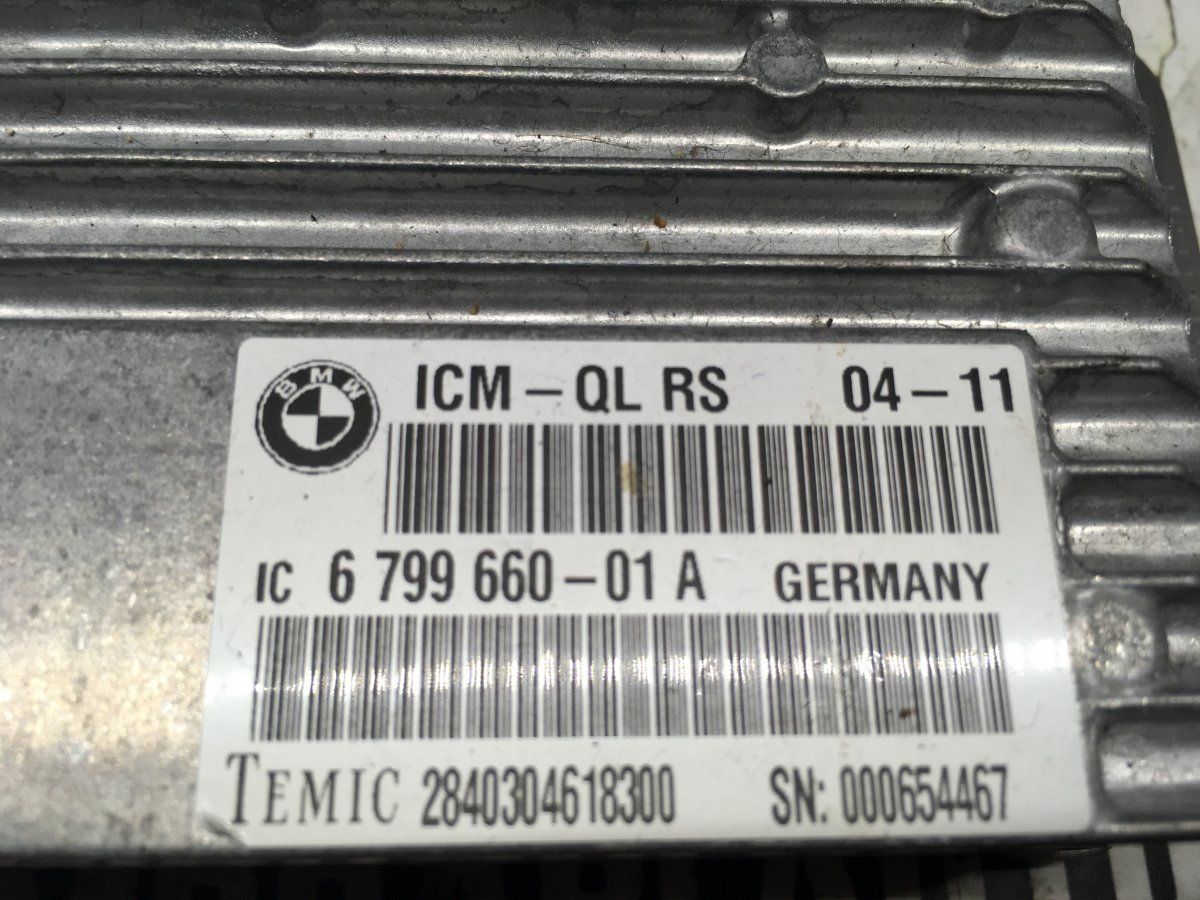 BMW
ICM - QL RS 04 - 11
IC 6 799 660 - 01 A GERMANY
TEMIC 2840304618300 SN: 000654467